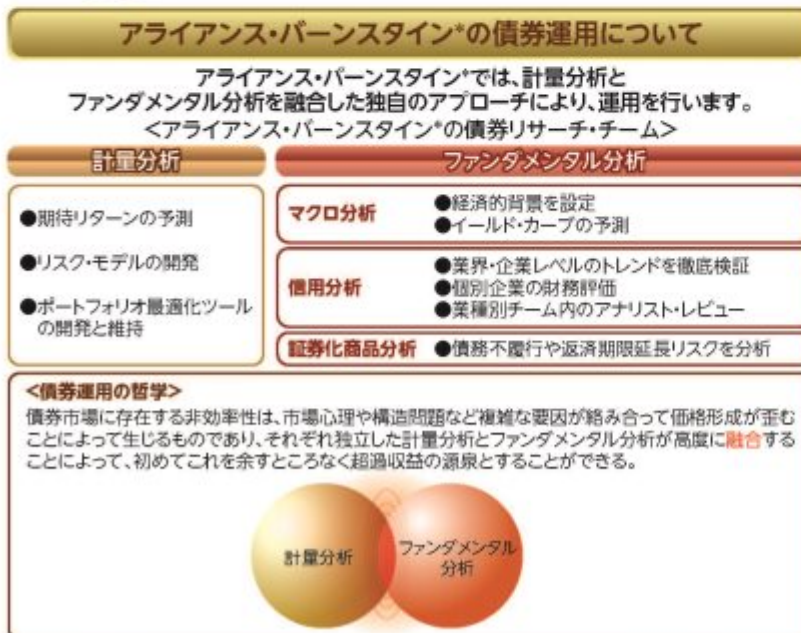 アライアンス・バーンスタイン*の債券運用について
アライアンス・バーンスタイン*では、計量分析と
ファンダメンタル分析を融合した独自のアプローチにより、運用を行います。
<アライアンス・バーンスタイン*の債券リサーチ・チーム>
計量分析
●期待リターンの予測
●リスク・モデルの開発
●ポートフォリオ最適化ツール
の開発と維持
ファンダメンタル分析
マクロ分析
●経済的背景を設定
●イールド・カーブの予測
信用分析
●業界・企業レベルのトレンドを徹底検証
●個別企業の財務評価
●業種別チーム内のアナリスト・レビュー
証券化商品分析
●債務不履行や返済期限延長リスクを分析
<債券運用の哲学>
債券市場に存在する非効率性は、市場心理や構造問題など複雑な要因が絡み合って価格形成が歪む
ことによって生じるものであり、それぞれ独立した計量分析とファンダメンタル分析が高度に融合する
ことによって、初めてこれを余すところなく超過収益の源泉とすることができる。
計量分析
ファンダメンタル
分析